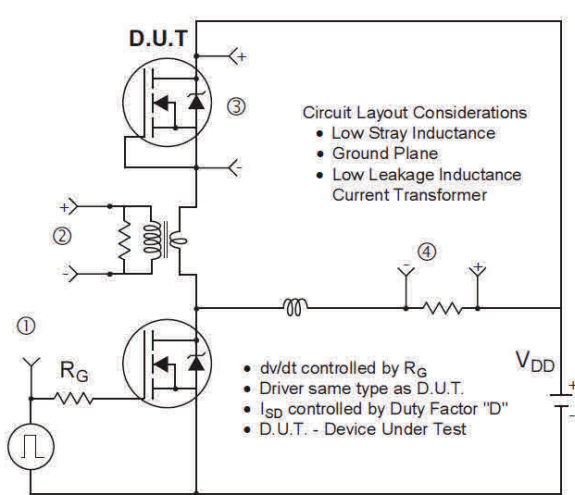 D.U.T
+
③
-
Circuit Layout Considerations
• Low Stray Inductance
• Ground Plane
• Low Leakage Inductance
Current Transformer
+
②
-
④
- +
①
RG
• dv/dt controlled by RG
• Driver same type as D.U.T.
• ISD controlled by Duty Factor "D"
• D.U.T. - Device Under Test
VDD
+
-